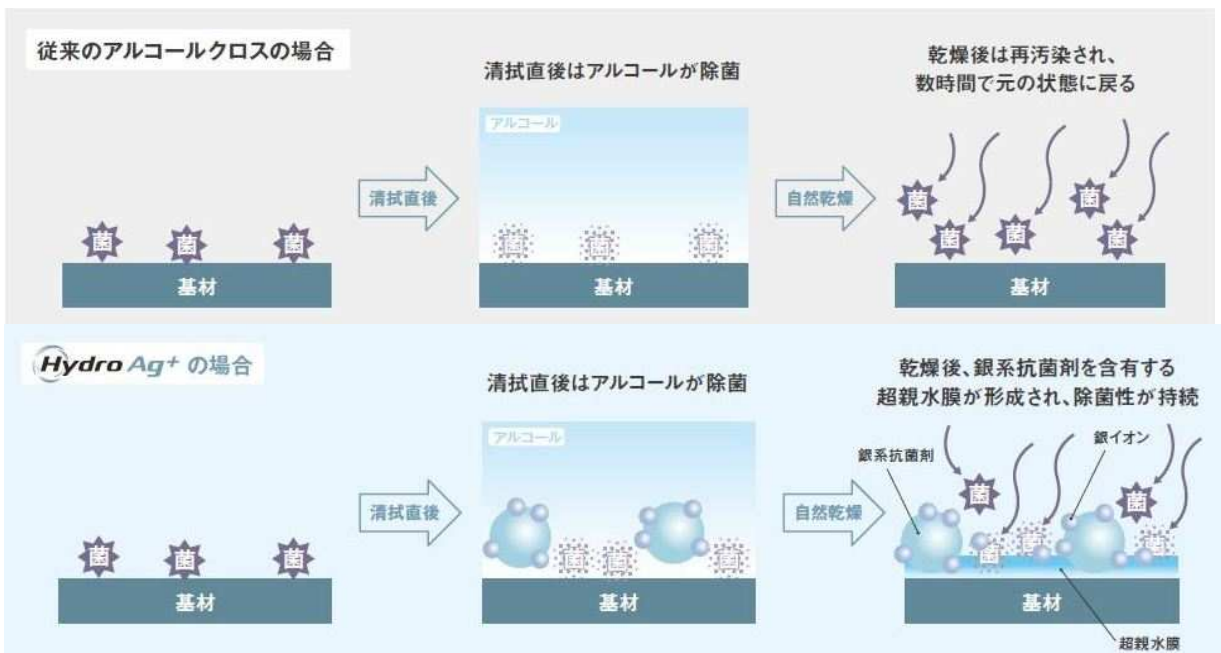 従来のアルコールクロスの場合
清拭直後はアルコールが除菌
乾燥後は再汚染され、
数時間で元の状態に戻る
アルコール
清拭直後
自然乾燥
菌
菌
菌
菌
菌
菌
菌
菌
菌
菌
菌
基材
基材
基材
Hydro Ag+ の場合
清拭直後はアルコールが除菌
乾燥後、銀系抗菌剤を含有する
超親水膜が形成され、除菌性が持続
アルコール
銀系抗菌剤
銀イオン
清拭直後
自然乾燥
菌
菌
菌
菌
菌
菌
菌
菌
菌
菌
菌
基材
基材
基材
超親水膜